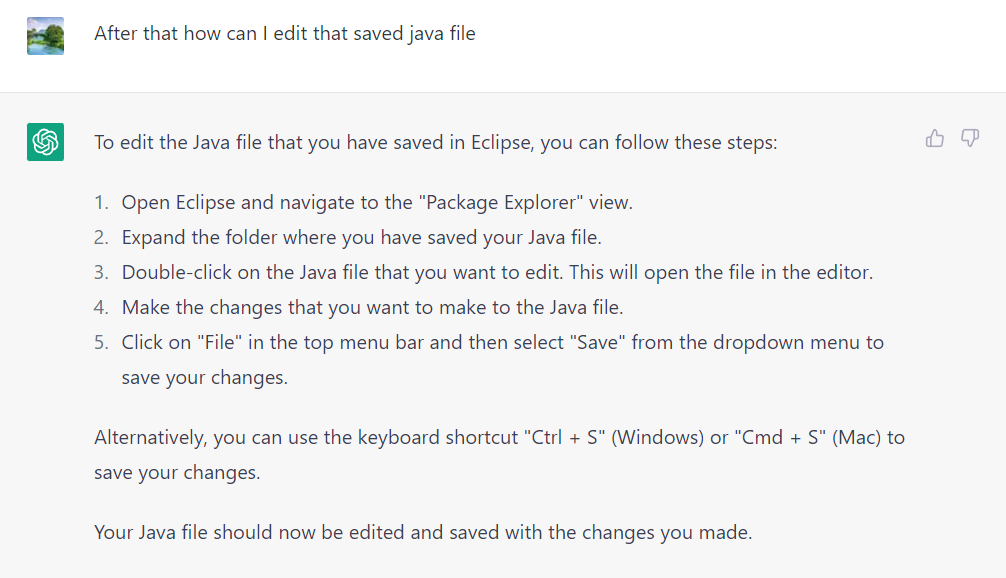 After that how can I edit that saved java file
To edit the Java file that you have saved in Eclipse, you can follow these steps:
1. Open Eclipse and navigate to the "Package Explorer" view.
2. Expand the folder where you have saved your Java file.
3. Double-click on the Java file that you want to edit. This will open the file in the editor.
4. Make the changes that you want to make to the Java file.
5. Click on "File" in the top menu bar and then select "Save" from the dropdown menu to
save your changes.
Alternatively, you can use the keyboard shortcut "Ctrl + S" (Windows) or "Cmd + S" (Mac) to
save your changes.
Your Java file should now be edited and saved with the changes you made.